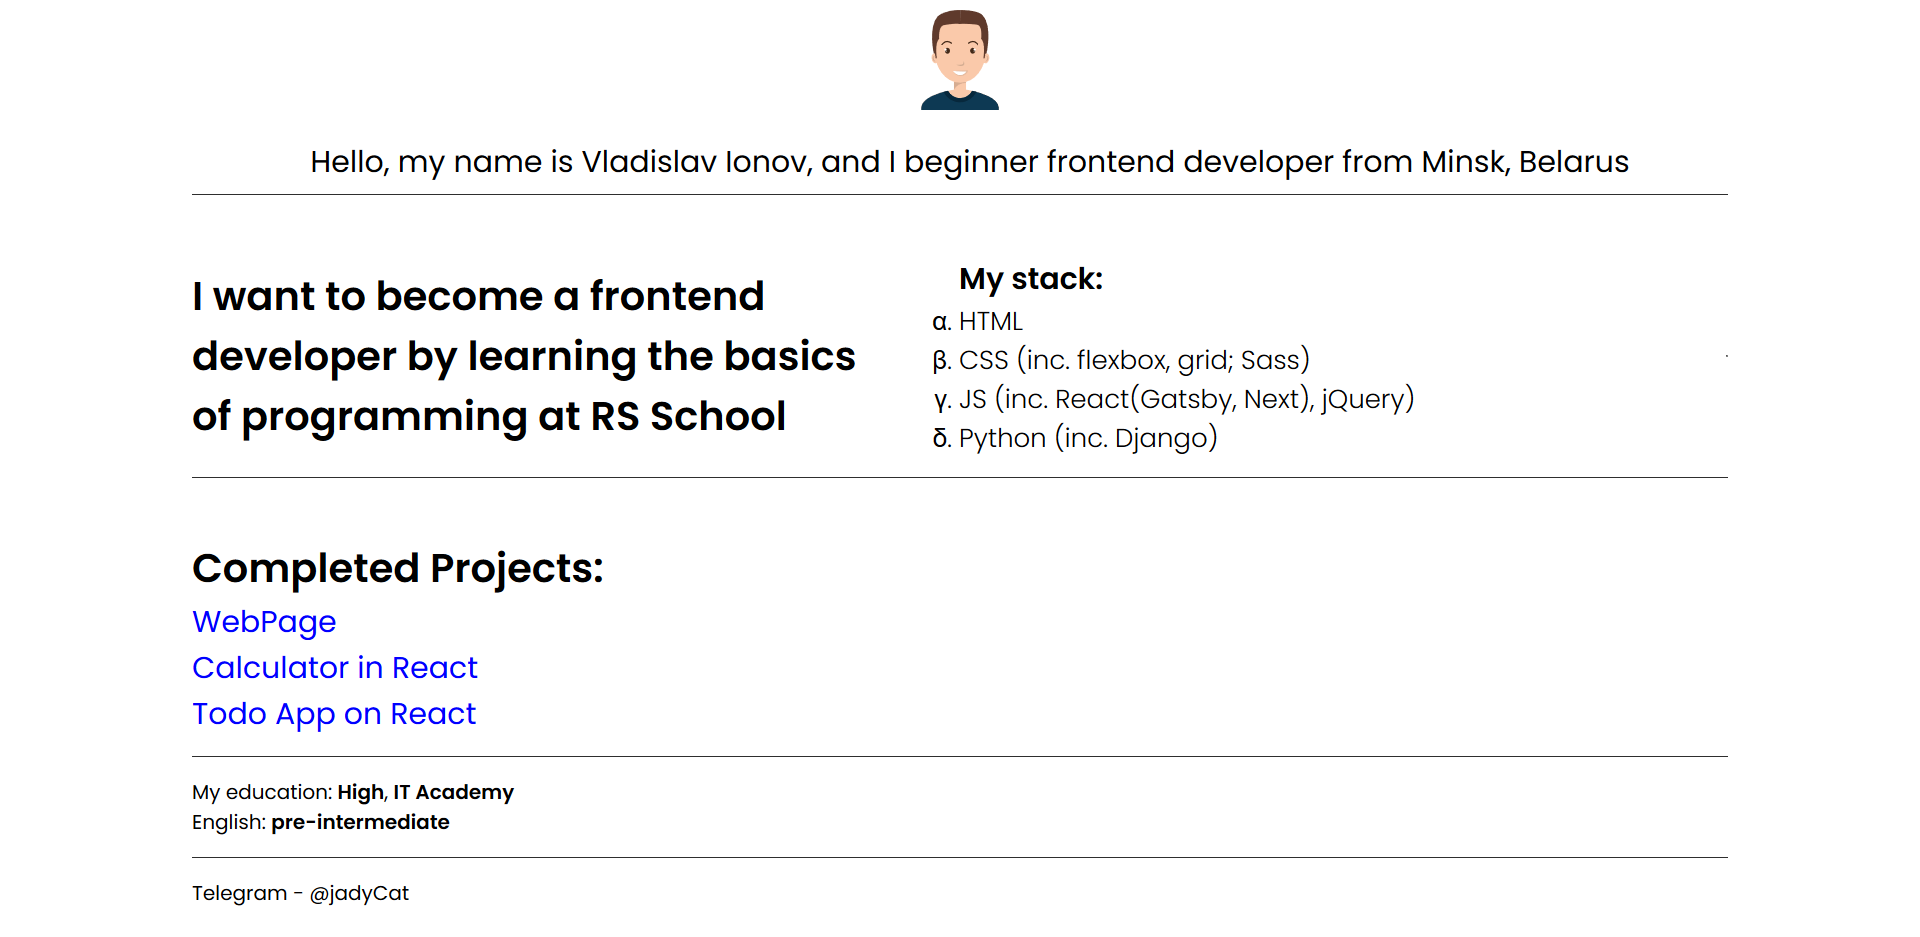 Hello, my name is Vladislav Ionov, and I beginner frontend developer from Minsk, Belarus
I want to become a frontend
developer by learning the basics
of programming at RS School
My stack:
α. HTML
β. CSS (inc. flexbox, grid; Sass)
γ. JS (inc. React(Gatsby, Next), jQuery)
δ. Python (inc. Django)
Completed Projects:
WebPage
Calculator in React
Todo App on React
My education: High, IT Academy
English: pre-intermediate
Telegram - @jadyCat